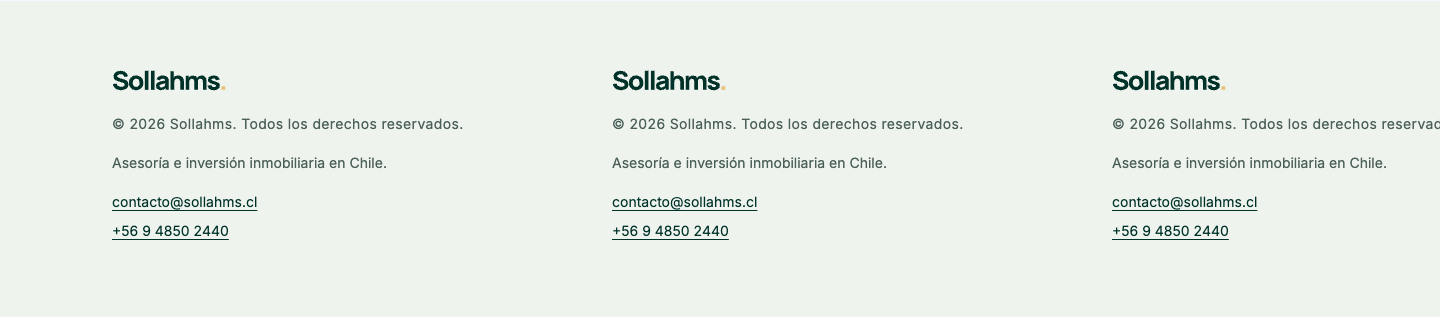 Sollahms.
© 2026 Sollahms. Todos los derechos reservados.
Asesoría e inversión inmobiliaria en Chile.
contacto@sollahms.cl
+56 9 4850 2440
Sollahms.
© 2026 Sollahms. Todos los derechos reservados.
Asesoría e inversión inmobiliaria en Chile.
contacto@sollahms.cl
+56 9 4850 2440
Sollahms.
© 2026 Sollahms. Todos los derechos reservad
Asesoría e inversión inmobiliaria en Chile.
contacto@sollahms.cl
+56 9 4850 2440